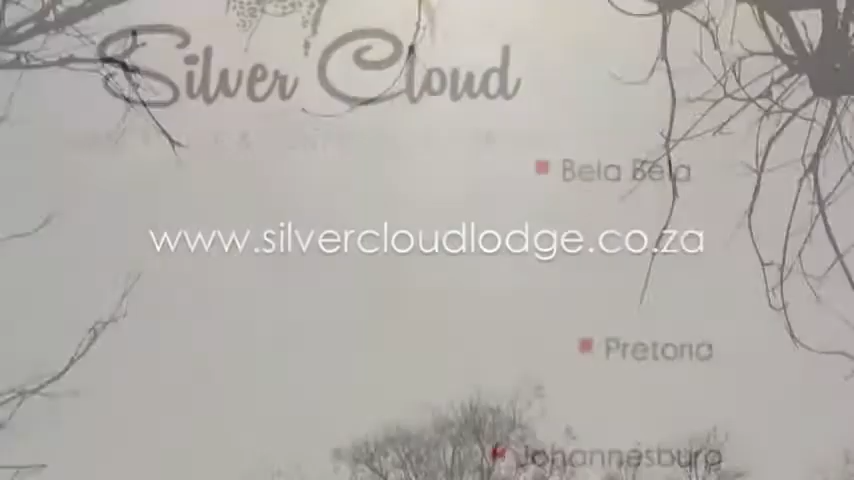 Silver Cloud
Bela Bela
www.silvercloudlodge.co.za
Pretoria
Johannesburg